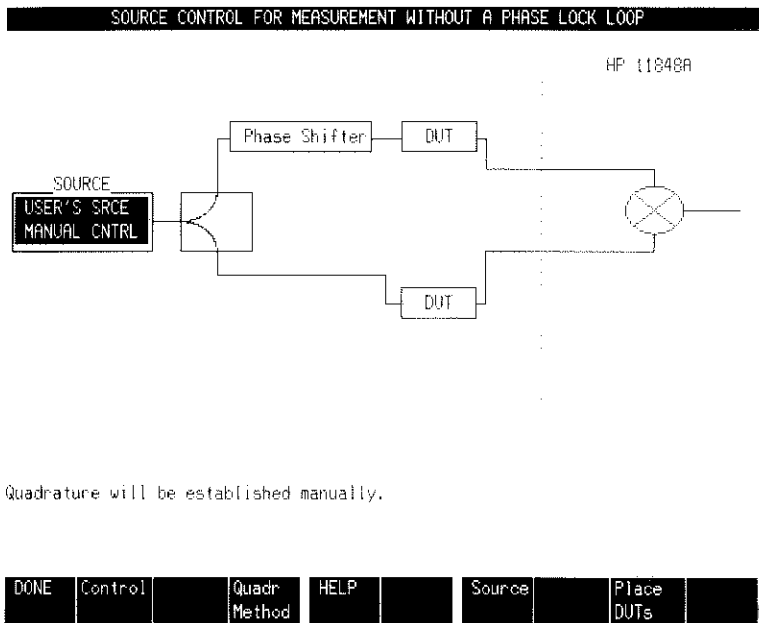 SOURCE CONTROL FOR MEASUREMENT WITHOUT A PHASE LOCK LOOP
HP 11848A
Phase Shifter
DUT
SOURCE
USER'S SRCE
MANUAL CNTRL
DUT
Quadrature will be established manually.
DONE
Control
Quadr
Method
HELP
Source
Place
DUTs